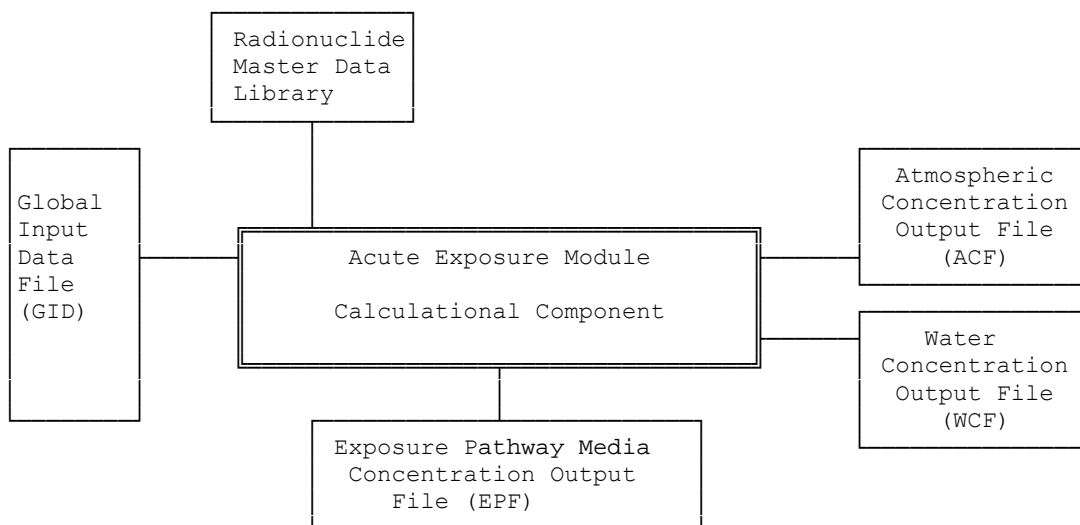 Radionuclide
Master Data
Library
Global
Input
Data
File
(GID)
Acute Exposure Module
Calculational Component
Atmospheric
Concentration
Output File
(ACF)
Water
Concentration
Output File
(WCF)
Exposure Pathway Media
Concentration Output
File (EPF)